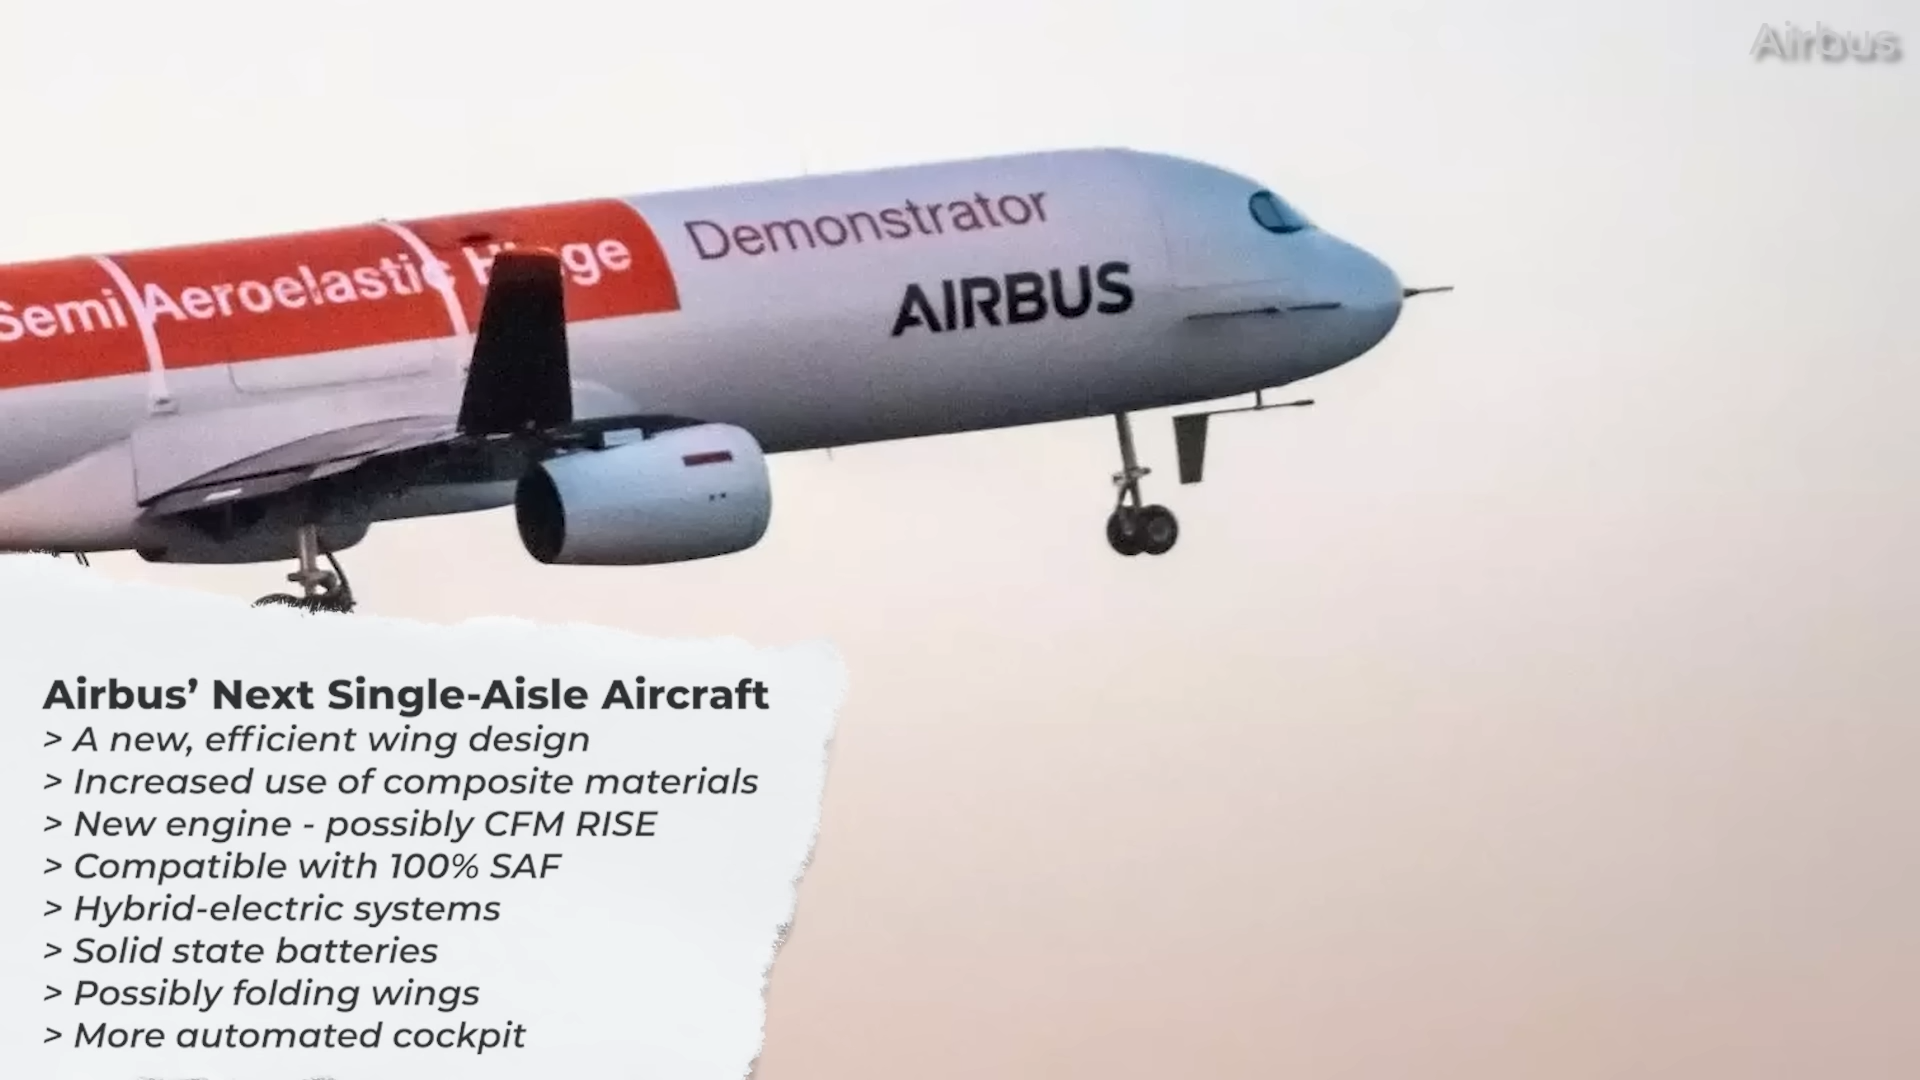 Airbus
Demonstrator
Semi Aeroelastic Hinge
AIRBUS
Airbus’ Next Single-Aisle Aircraft
> A new, efficient wing design
> Increased use of composite materials
> New engine - possibly CFM RISE
> Compatible with 100% SAF
> Hybrid-electric systems
> Solid state batteries
> Possibly folding wings
> More automated cockpit